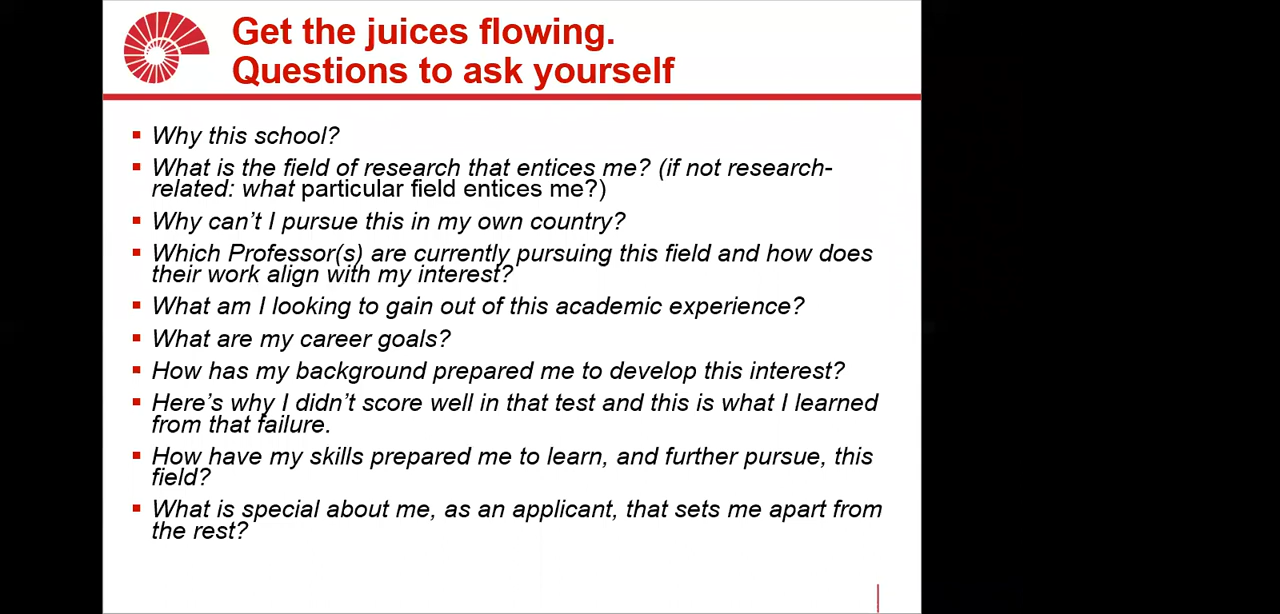 Get the juices flowing.
Questions to ask yourself
▪ Why this school?
▪ What is the field of research that entices me? (if not research-
related: what particular field entices me?)
▪ Why can’t I pursue this in my own country?
▪ Which Professor(s) are currently pursuing this field and how does
their work align with my interest?
▪ What am I looking to gain out of this academic experience?
▪ What are my career goals?
▪ How has my background prepared me to develop this interest?
▪ Here’s why I didn’t score well in that test and this is what I learned
from that failure.
▪ How have my skills prepared me to learn, and further pursue, this
field?
▪ What is special about me, as an applicant, that sets me apart from
the rest?